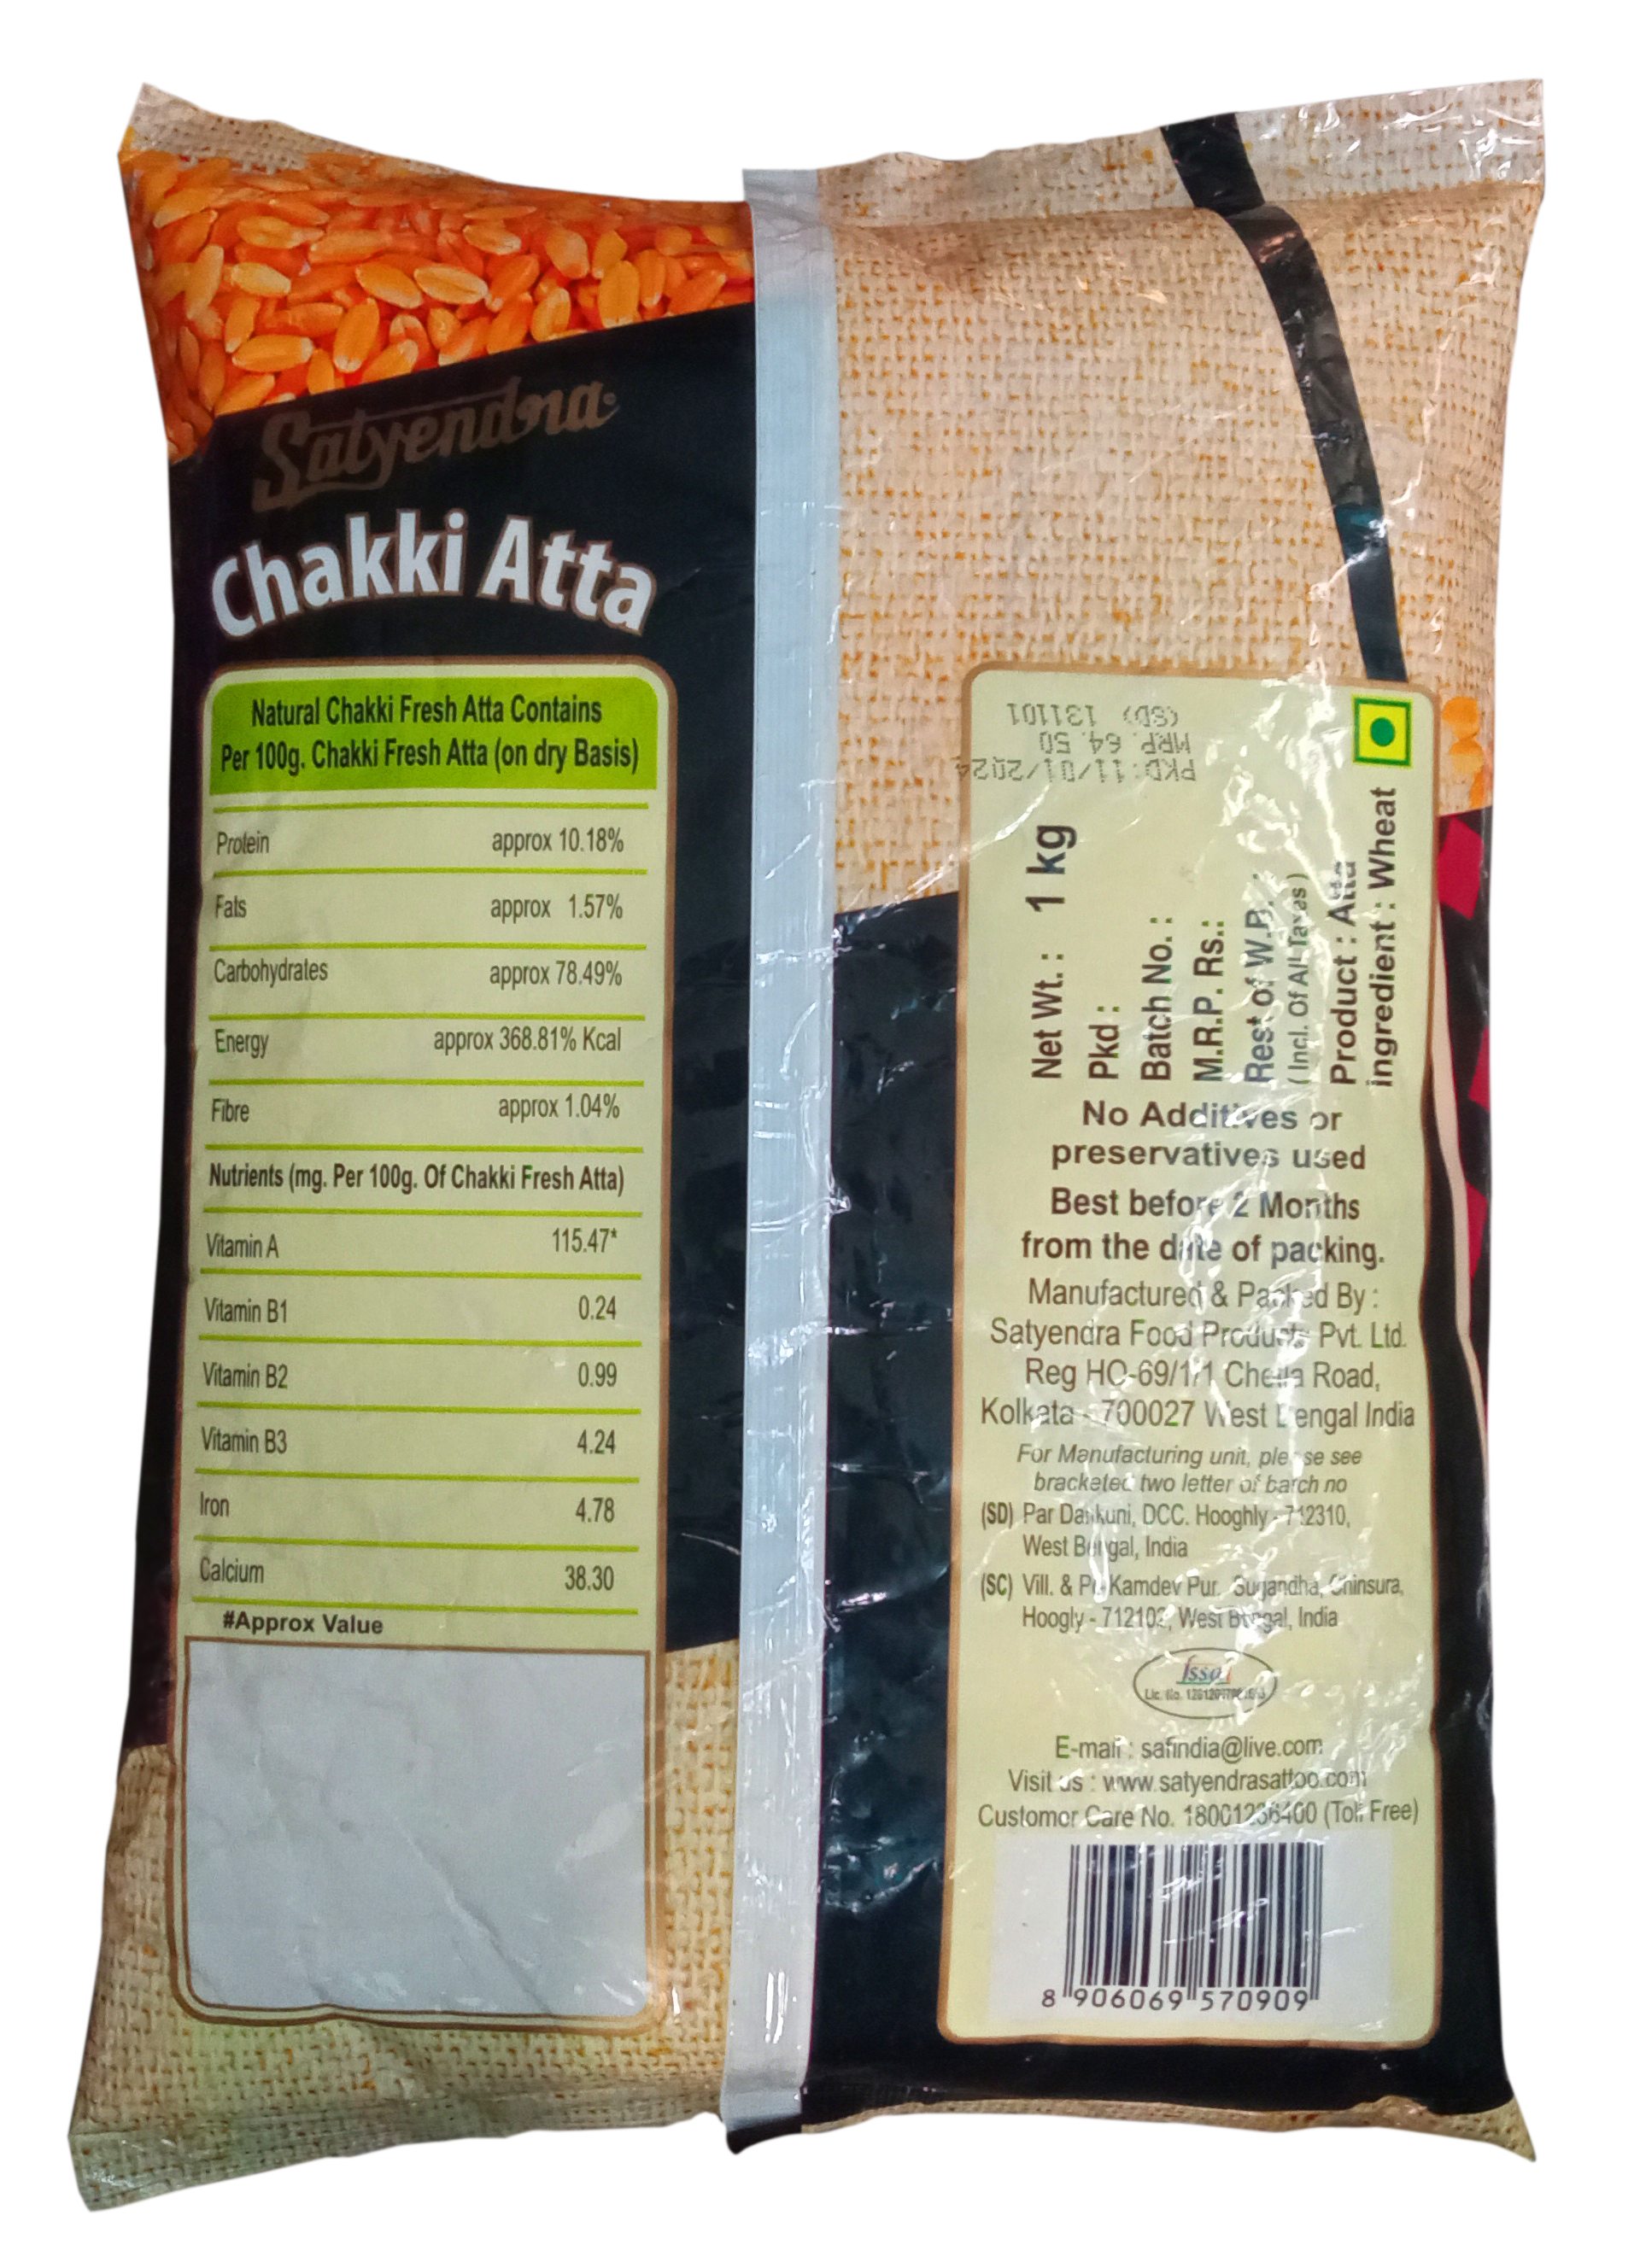 Satyendra
Chakki Atta
Natural Chakki Fresh Atta Contains
Per 100g. Chakki Fresh Atta (on dry Basis)
Protein approx 10.18%
Fats approx 1.57%
Carbohydrates approx 78.49%
Energy approx 368.81% Kcal
Fibre approx 1.04%
Nutrients (mg. Per 100g. Of Chakki Fresh Atta)
Vitamin A 115.47*
Vitamin B1 0.24
Vitamin B2 0.99
Vitamin B3 4.24
Iron 4.78
Calcium 38.30
#Approx Value
PKD:11/01/2024
MRP. 64.50
(SD) 131101
Net Wt. : 1 kg
Pkd :
Batch No. :
M.R.P. Rs.:
Rest of W.B. :
( Incl. Of All Taxes )
Product : Atta
ingredient : Wheat
No Additives or
preservatives used
Best before 2 Months
from the date of packing.
Manufactured & Packed By :
Satyendra Food Products Pvt. Ltd.
Reg HO-69/1/1 Chetla Road,
Kolkata - 700027 West Bengal India
For Manufacturing unit, please see
bracketed two letter of batch no
(SD) Par Dankuni, DCC. Hooghly - 712310,
West Bengal, India
(SC) Vill. & Kamdev Pur. Sugandha, Chinsura,
Hoogly - West Bengal, India
fssai
Lic. No.
E-mail : safindia@live.com
Visit us : www.satyendrasattoo.com
Customer Care No. (Toll Free)
8 906069 570909